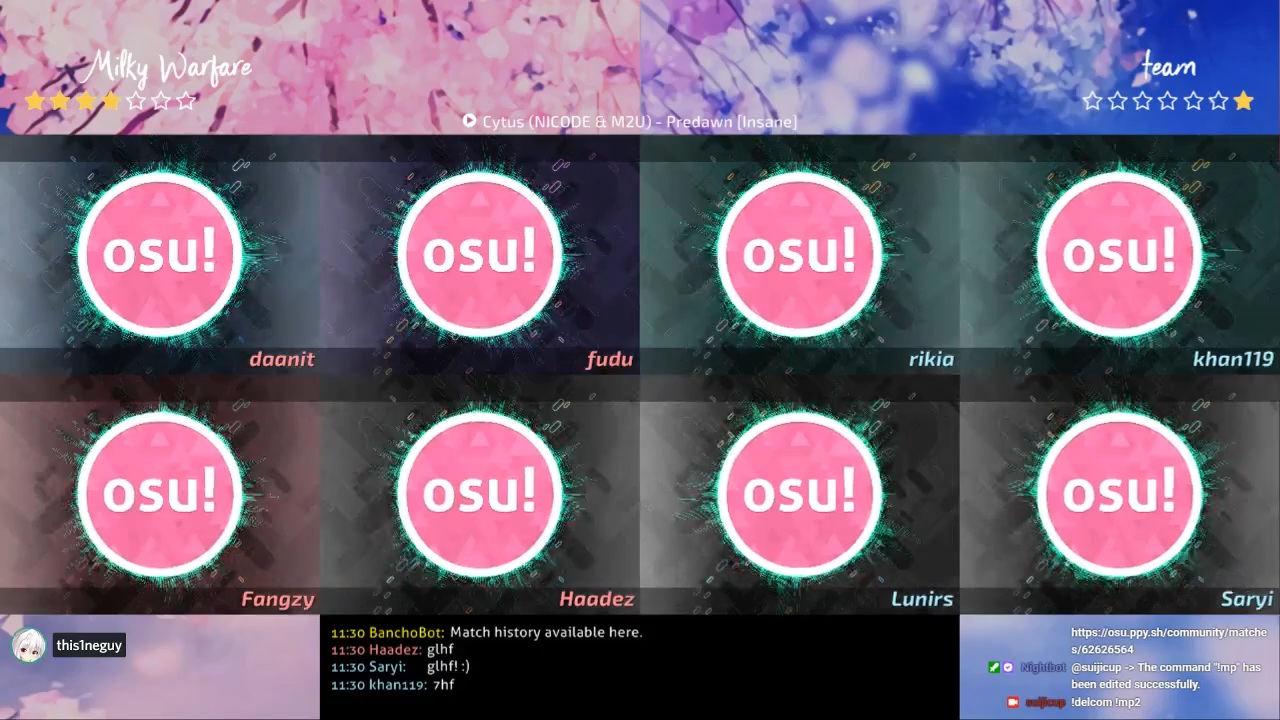 Milky Warfare
team
Cytus (NICODE & M2U) - Predawn [Insane]
osu!
osu!
osu!
osu!
daanit
fudu
rikia
khan119
osu!
osu!
osu!
osu!
Fangzy
Haadez
Lunirs
Saryi
this1neguy
11:30 BanchoBot: Match history available here.
11:30 Haadez: glhf
11:30 Saryi: glhf! :)
11:30 khan119: 7hf
https://osu.ppy.sh/community/matche
s/62626564
Nightbot @suijicup -> The command "!mp" has
been edited successfully.
suijicup !delcom !mp2